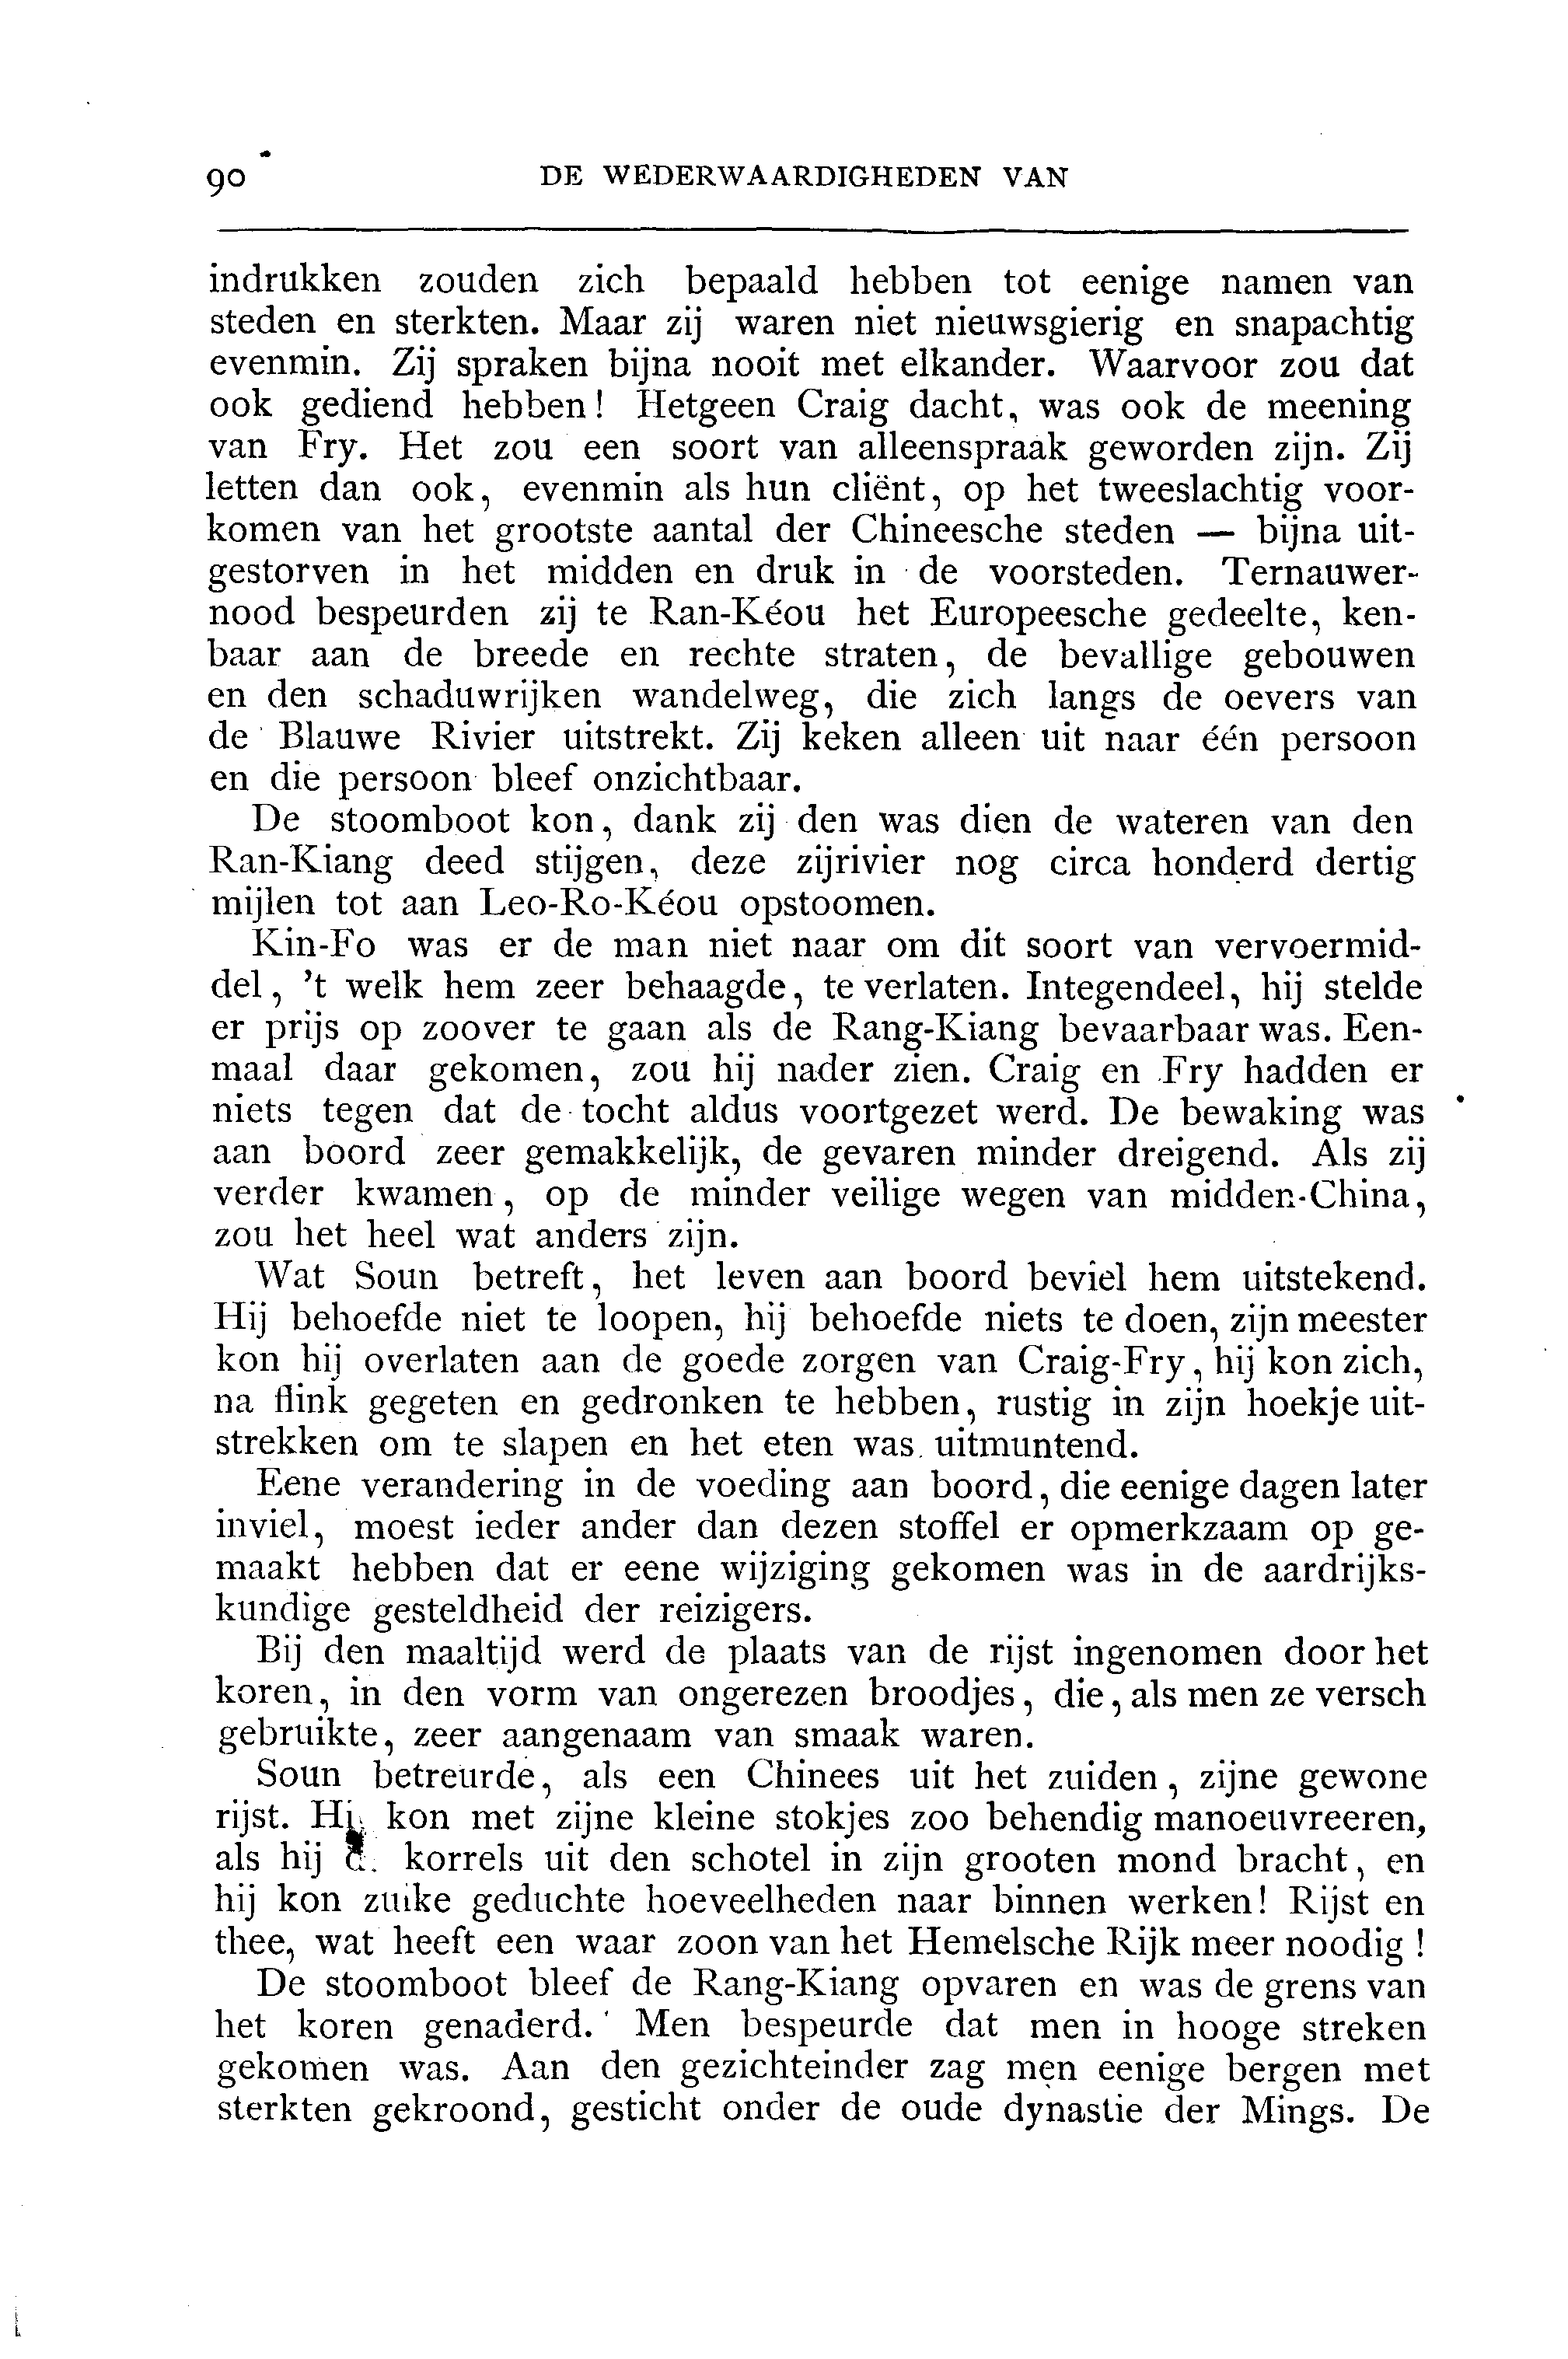 90 DE WEDERWAARDIGHEDEN VAN
indrukken zouden zich bepaald hebben tot eenige namen van
steden en sterkten. Maar zij waren niet nieuwsgierig en snapachtig
evenmin. Zij spraken bijna nooit met elkander. Waarvoor zou dat
ook gediend hebben! Hetgeen Craig dacht, was ook de meening
van Fry. Het zou een soort van alleenspraak geworden zijn. Zij
letten dan ook, evenmin als hun cliënt, op het tweeslachtig voor-
komen van het grootste aantal der Chineesche steden — bijna uit-
gestorven in het midden en druk in de voorsteden. Ternauwer-
nood bespeurden zij te Ran-Kéou het Europeesche gedeelte, ken-
baar aan de breede en rechte straten, de bevallige gebouwen
en den schaduwrijken wandelweg, die zich langs de oevers van
de Blauwe Rivier uitstrekt. Zij keken alleen uit naar één persoon
en die persoon bleef onzichtbaar.
De stoomboot kon, dank zij den was dien de wateren van den
Ran-Kiang deed stijgen, deze zijrivier nog circa honderd dertig
mijlen tot aan Leo-Ro-Kéou opstoomen.
Kin-Fo was er de man niet naar om dit soort van vervoermid-
del, 't welk hem zeer behaagde, te verlaten. Integendeel, hij stelde
er prijs op zoover te gaan als de Rang-Kiang bevaarbaar was. Een-
maal daar gekomen, zou hij nader zien. Craig en Fry hadden er
niets tegen dat de tocht aldus voortgezet werd. De bewaking was
aan boord zeer gemakkelijk, de gevaren minder dreigend. Als zij
verder kwamen, op de minder veilige wegen van midden-China,
zou het heel wat anders zijn.
Wat Soun betreft, het leven aan boord beviel hem uitstekend.
Hij behoefde niet te loopen, hij behoefde niets te doen, zijn meester
kon hij overlaten aan de goede zorgen van Craig-Fry, hij kon zich,
na flink gegeten en gedronken te hebben, rustig in zijn hoekje uit-
strekken om te slapen en het eten was uitmuntend.
Eene verandering in de voeding aan boord, die eenige dagen later
inviel, moest ieder ander dan dezen stoffel er opmerkzaam op ge-
maakt hebben dat er eene wijziging gekomen was in de aardrijks-
kundige gesteldheid der reizigers.
Bij den maaltijd werd de plaats van de rijst ingenomen door het
koren, in den vorm van ongerezen broodjes, die, als men ze versch
gebruikte, zeer aangenaam van smaak waren.
Soun betreurde, als een Chinees uit het zuiden, zijne gewone
rijst. kon met zijne kleine stokjes zoo behendig manoeuvreeren,
als hij korrels uit den schotel in zijn grooten mond bracht, en
hij kon zulke geduchte hoeveelheden naar binnen werken! Rijst en
thee, wat heeft een waar zoon van het Hemelsche Rijk meer noodig!
De stoomboot bleef de Rang-Kiang opvaren en was de grens van
het koren genaderd. Men bespeurde dat men in hooge streken
gekomen was. Aan den gezichteinder zag men eenige bergen met
sterkten gekroond, gesticht onder de oude dynastie der Mings. De